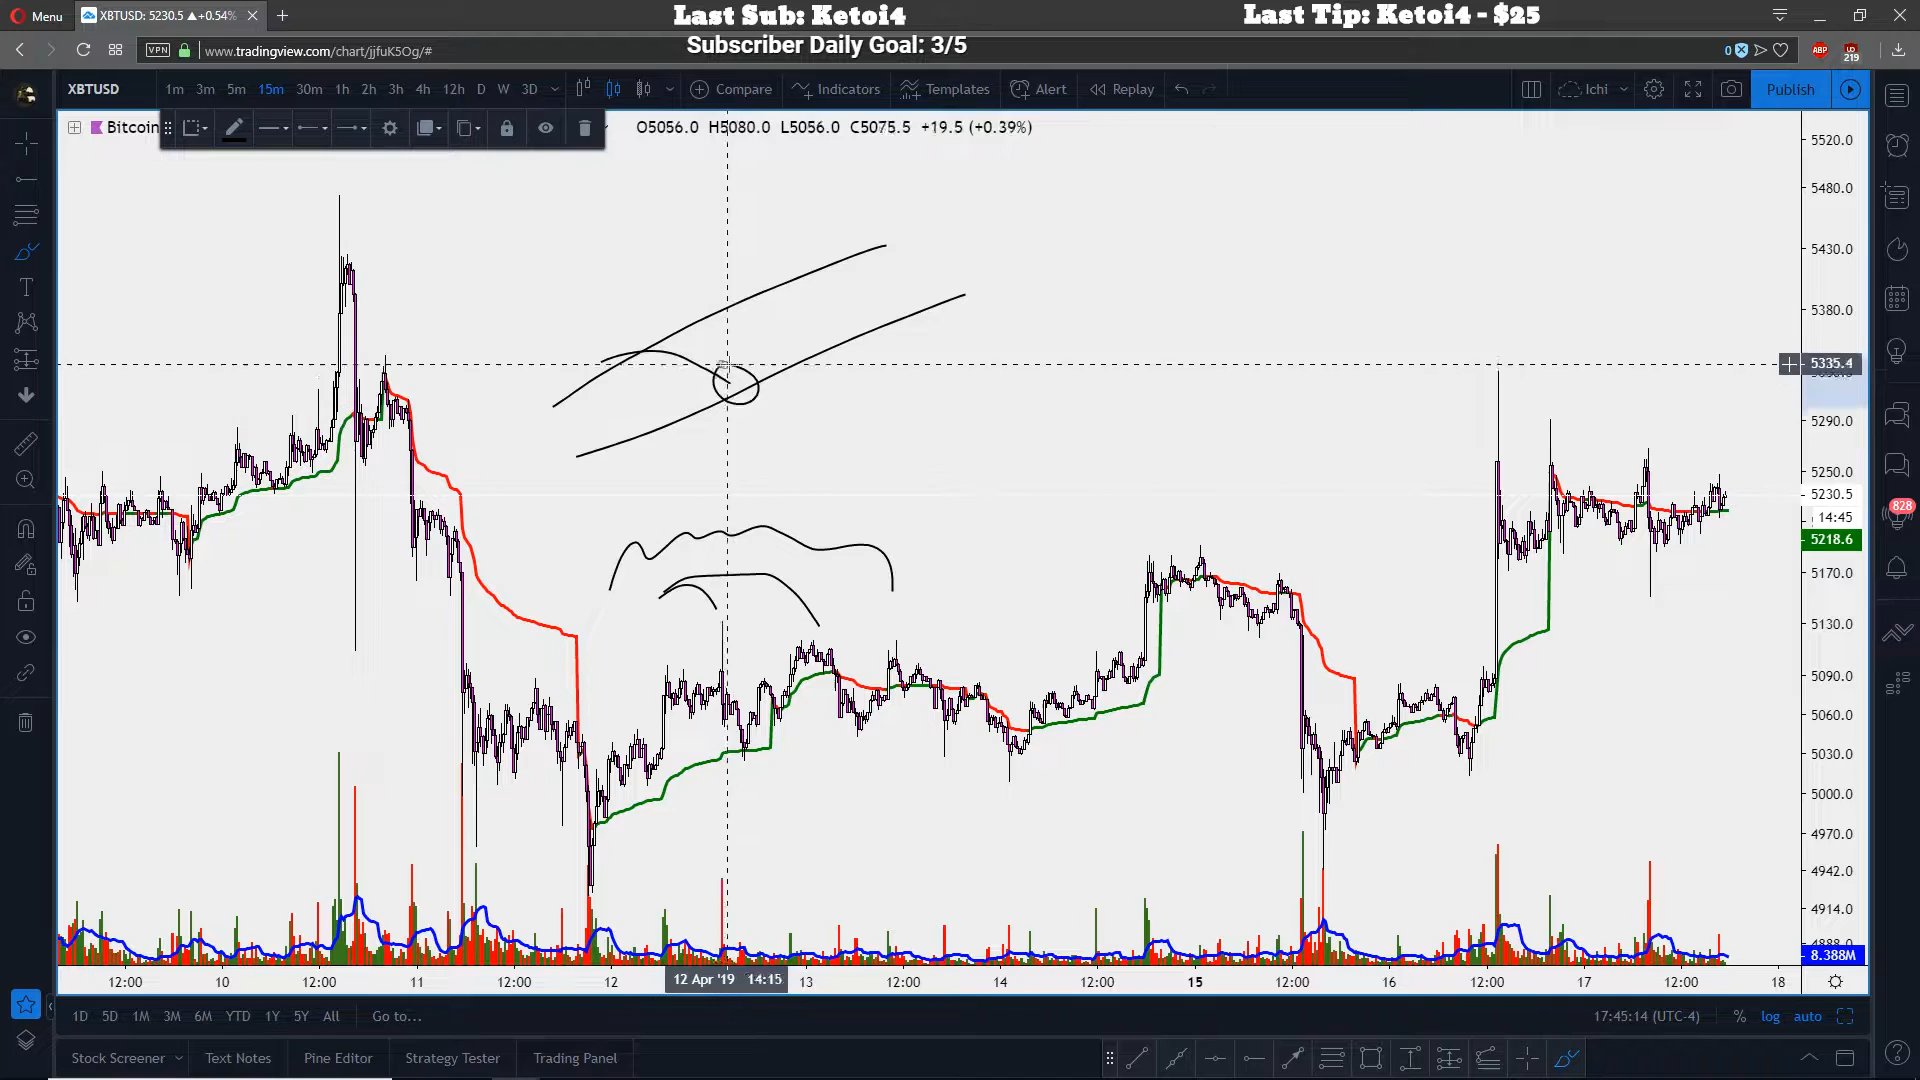 Last Sub: Ketoi4
Last Tip: Ketoi4 - $25
Subscriber Daily Goal: 3/5
Menu
XBTUSD: 5230.5 ▲+0.54%
VPN
www.tradingview.com/chart/jjfuK5Og/#
0
ABP
219
XBTUSD
1m 3m 5m 15m 30m 1h 2h 3h 4h 12h D W 3D
Compare
Indicators
Templates
Alert
Replay
Ichi
Publish
Bitcoin
O5056.0 H5080.0 L5056.0 C5075.5 +19.5 (+0.39%)
5520.0
5480.0
5430.0
5380.0
5335.4
5290.0
5250.0
5230.5
14:45
5218.6
5170.0
5130.0
5090.0
5060.0
5030.0
5000.0
4970.0
4942.0
4914.0
4888.0
8.388M
828
12:00 10 12:00 11 12:00 12 12 Apr '19 14:15 13 12:00 14 12:00 15 12:00 16 12:00 17 12:00 18
1D 5D 1M 3M 6M YTD 1Y 5Y All Go to...
17:45:14 (UTC-4) % log auto
Stock Screener Text Notes Pine Editor Strategy Tester Trading Panel